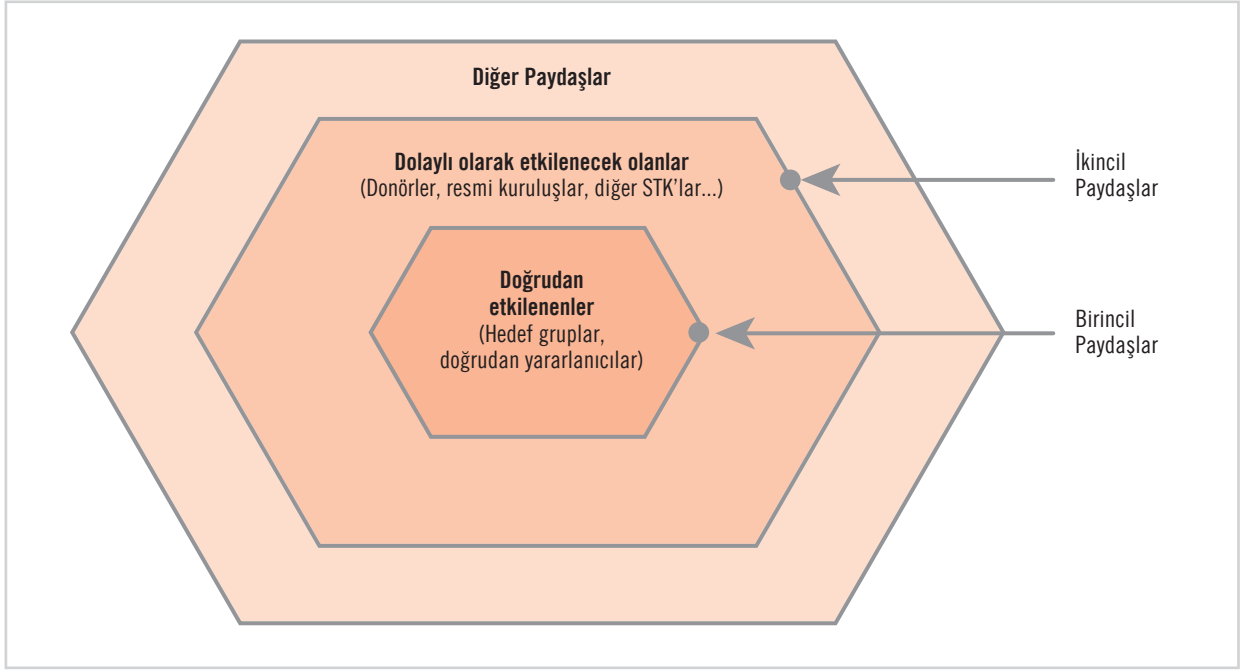 Diğer Paydaşlar
Dolaylı olarak etkilenecek olanlar
(Donörler, resmi kuruluşlar, diğer STK'lar...)
İkincil
Paydaşlar
Doğrudan
etkilenenler
(Hedef gruplar,
doğrudan yararlanıcılar)
Birincil
Paydaşlar